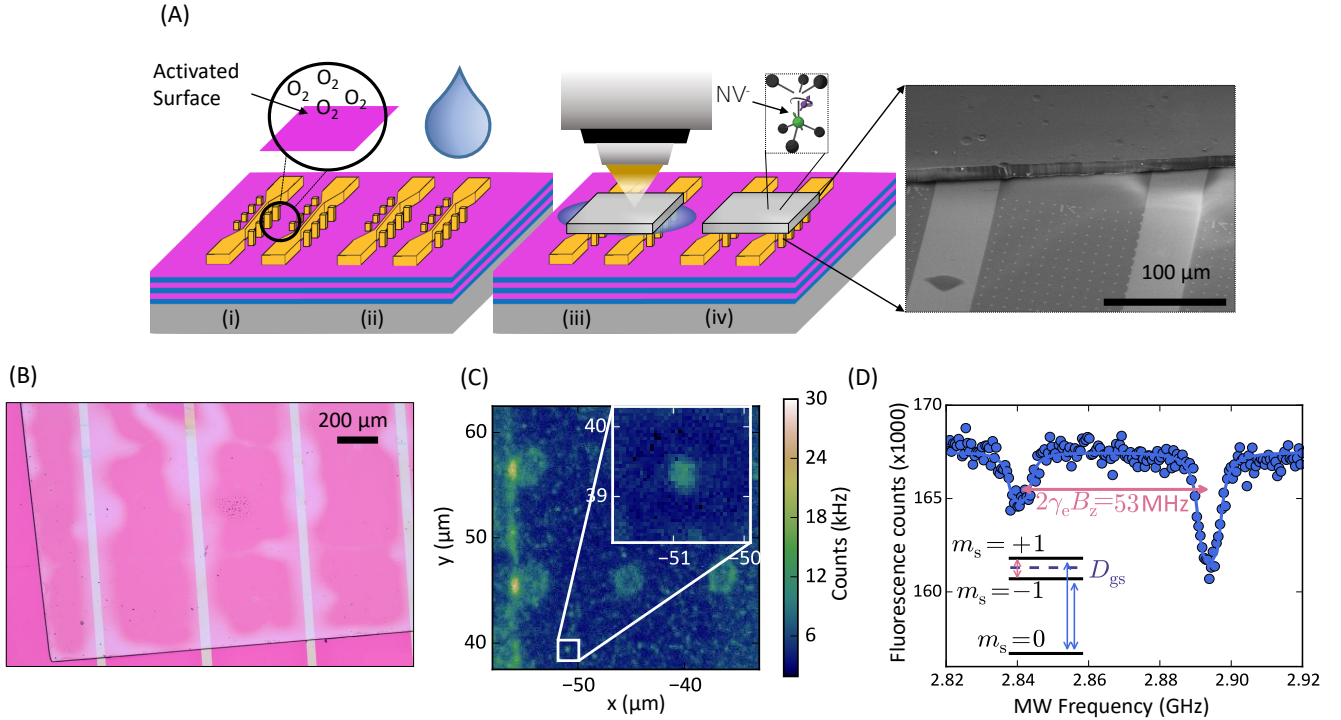 (A)
Activated
Surface
O2
O2
O2
O2
NV-
100 µm
(i)
(ii)
(iii)
(iv)
(B)
200 µm
(C)
60
50
40
y (µm)
−50
−40
x (µm)
40
39
−51
−50
30
24
18
12
6
Counts (kHz)
(D)
170
165
160
Fluorescence counts (x1000)
2γeBz=53 MHz
ms=+1
Dgs
ms=−1
ms=0
2.82
2.84
2.86
2.88
2.90
2.92
MW Frequency (GHz)